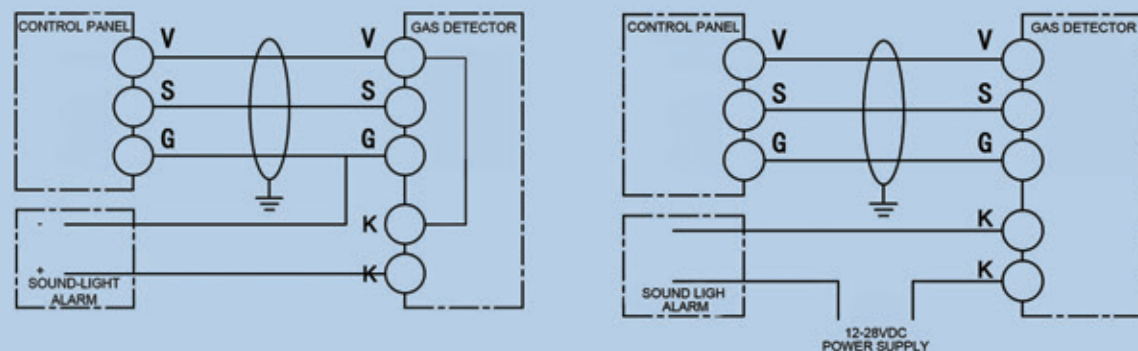 CONTROL PANEL
GAS DETECTOR
V
V
S
S
G
G
K
K
-
+
SOUND-LIGHT
ALARM
CONTROL PANEL
GAS DETECTOR
V
V
S
S
G
G
K
K
SOUND LIGH
ALARM
12-28VDC
POWER SUPPLY